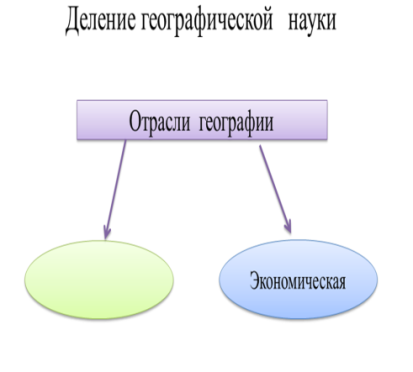 Деление географической науки
Отрасли географии
Экономическая